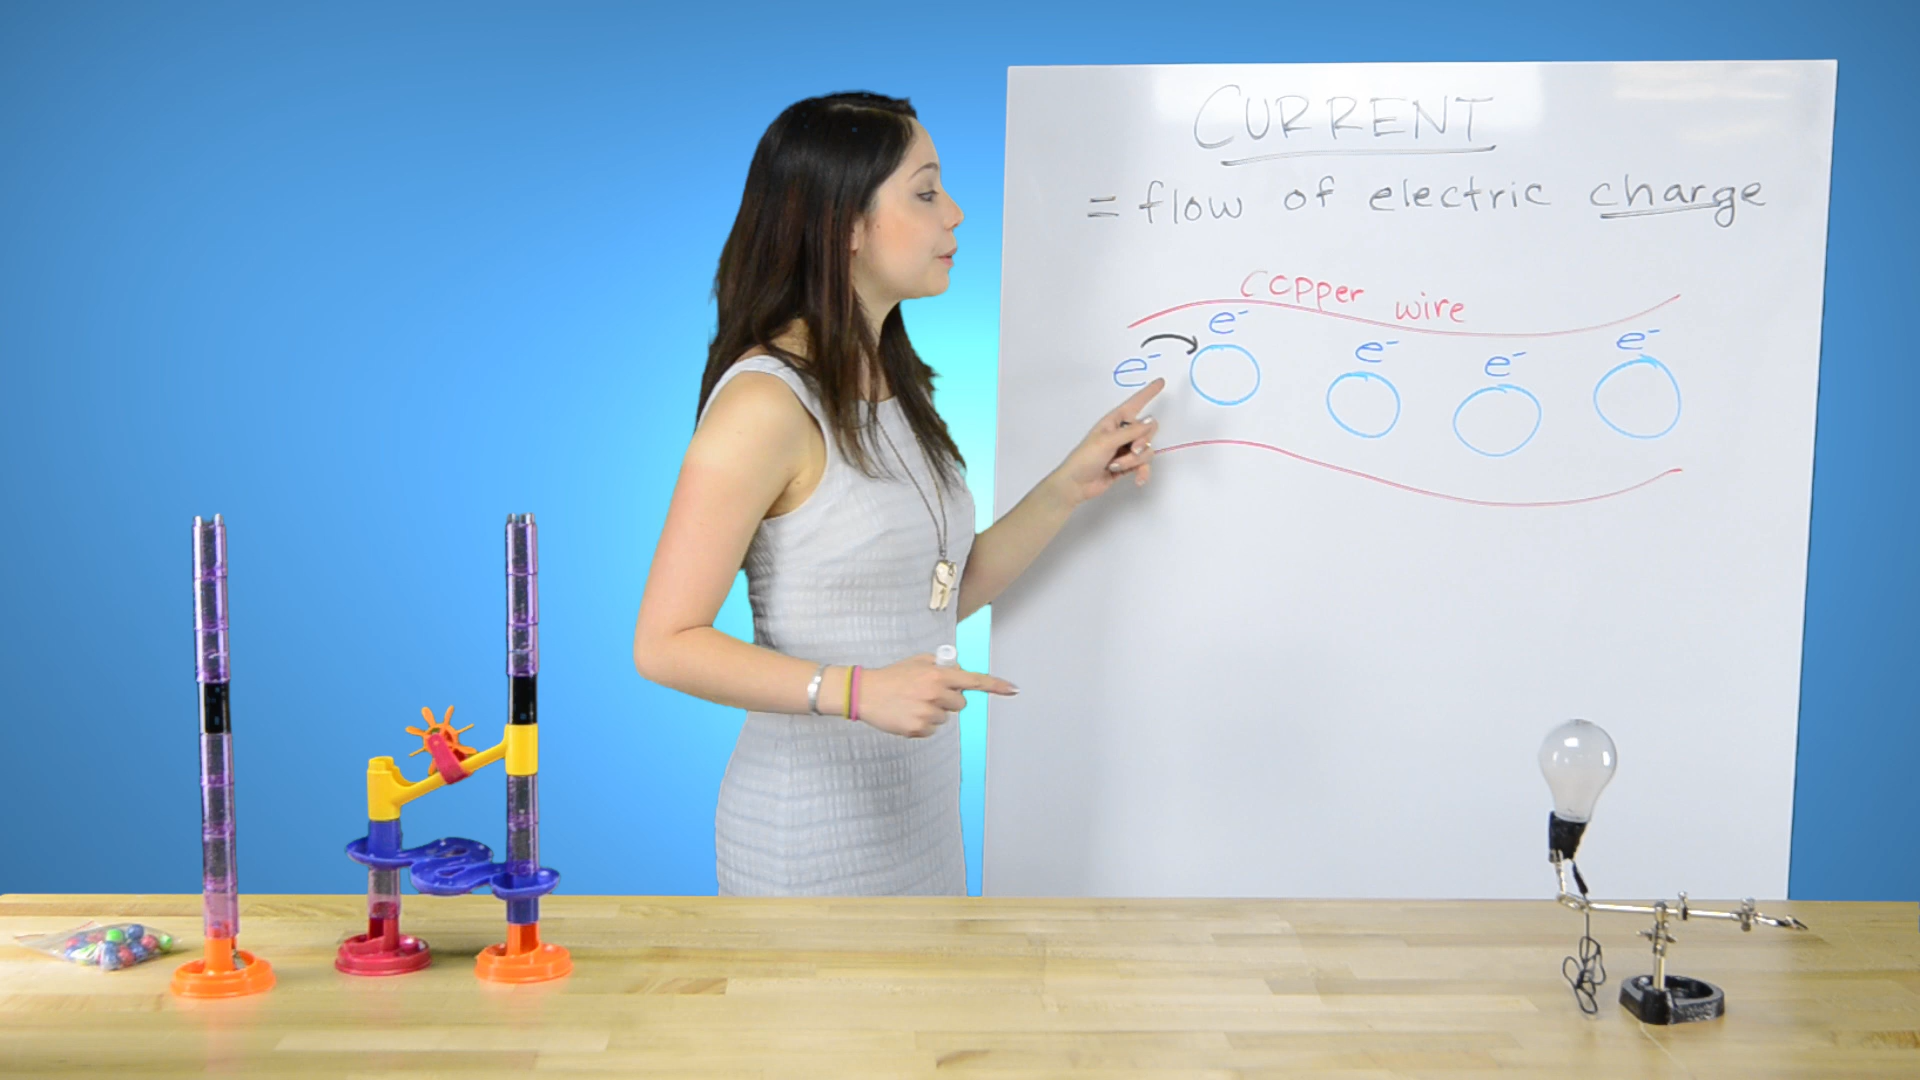 CURRENT
= flow of electric charge
copper wire
e⁻
e⁻
e⁻
e⁻
e⁻